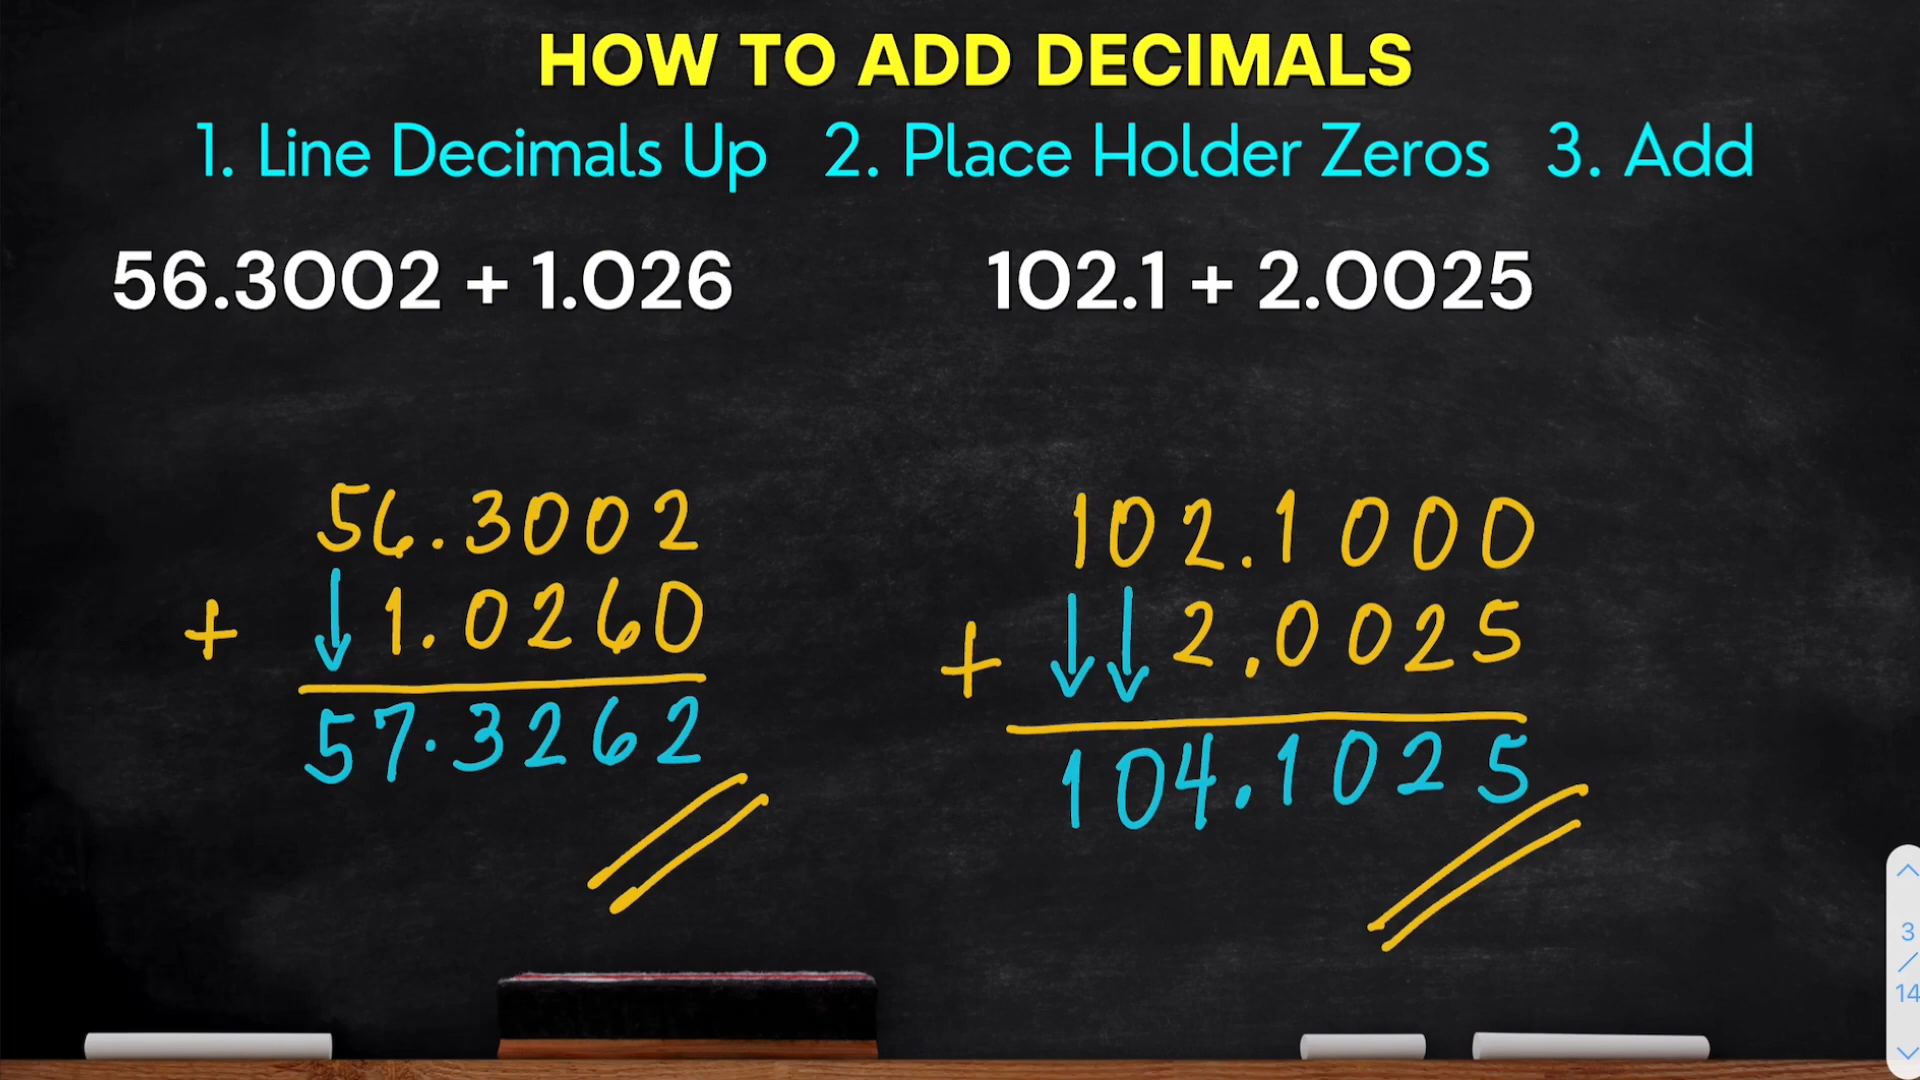 HOW TO ADD DECIMALS
1. Line Decimals Up 2. Place Holder Zeros 3. Add
56.3002 + 1.026
102.1 + 2.0025
56.3002
+ 1.0260
57.3262
102.1000
+ 2.0025
104.1025
3
/
14